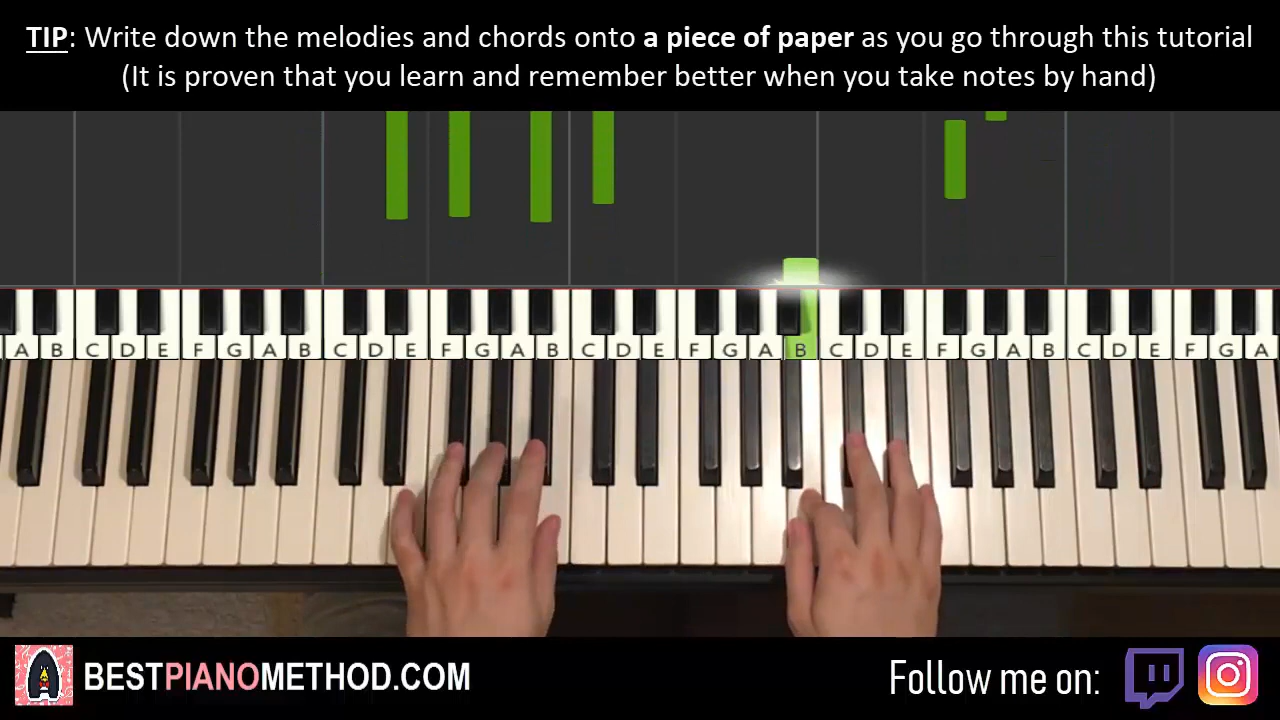 TIP: Write down the melodies and chords onto a piece of paper as you go through this tutorial
(It is proven that you learn and remember better when you take notes by hand)
A B C D E F G A B C D E F G A B C D E F G A B C D E F G A B C D E F G A
BESTPIANOMETHOD.COM
Follow me on: